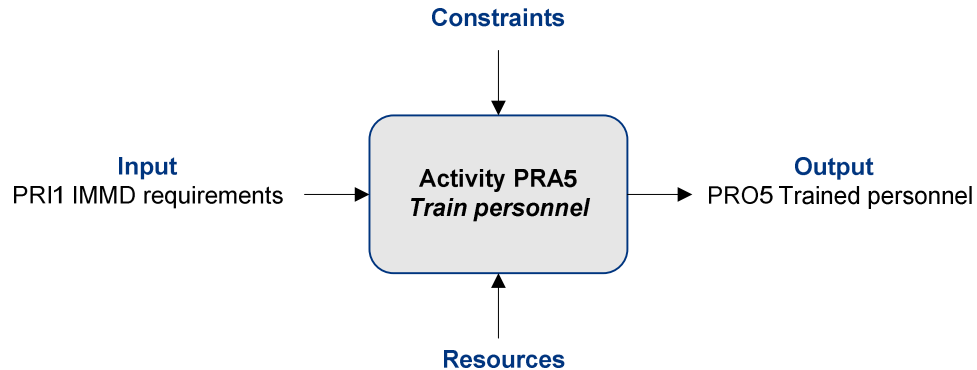 Constraints
Input
PRI1 IMMD requirements
Activity PRA5
Train personnel
Output
PRO5 Trained personnel
Resources